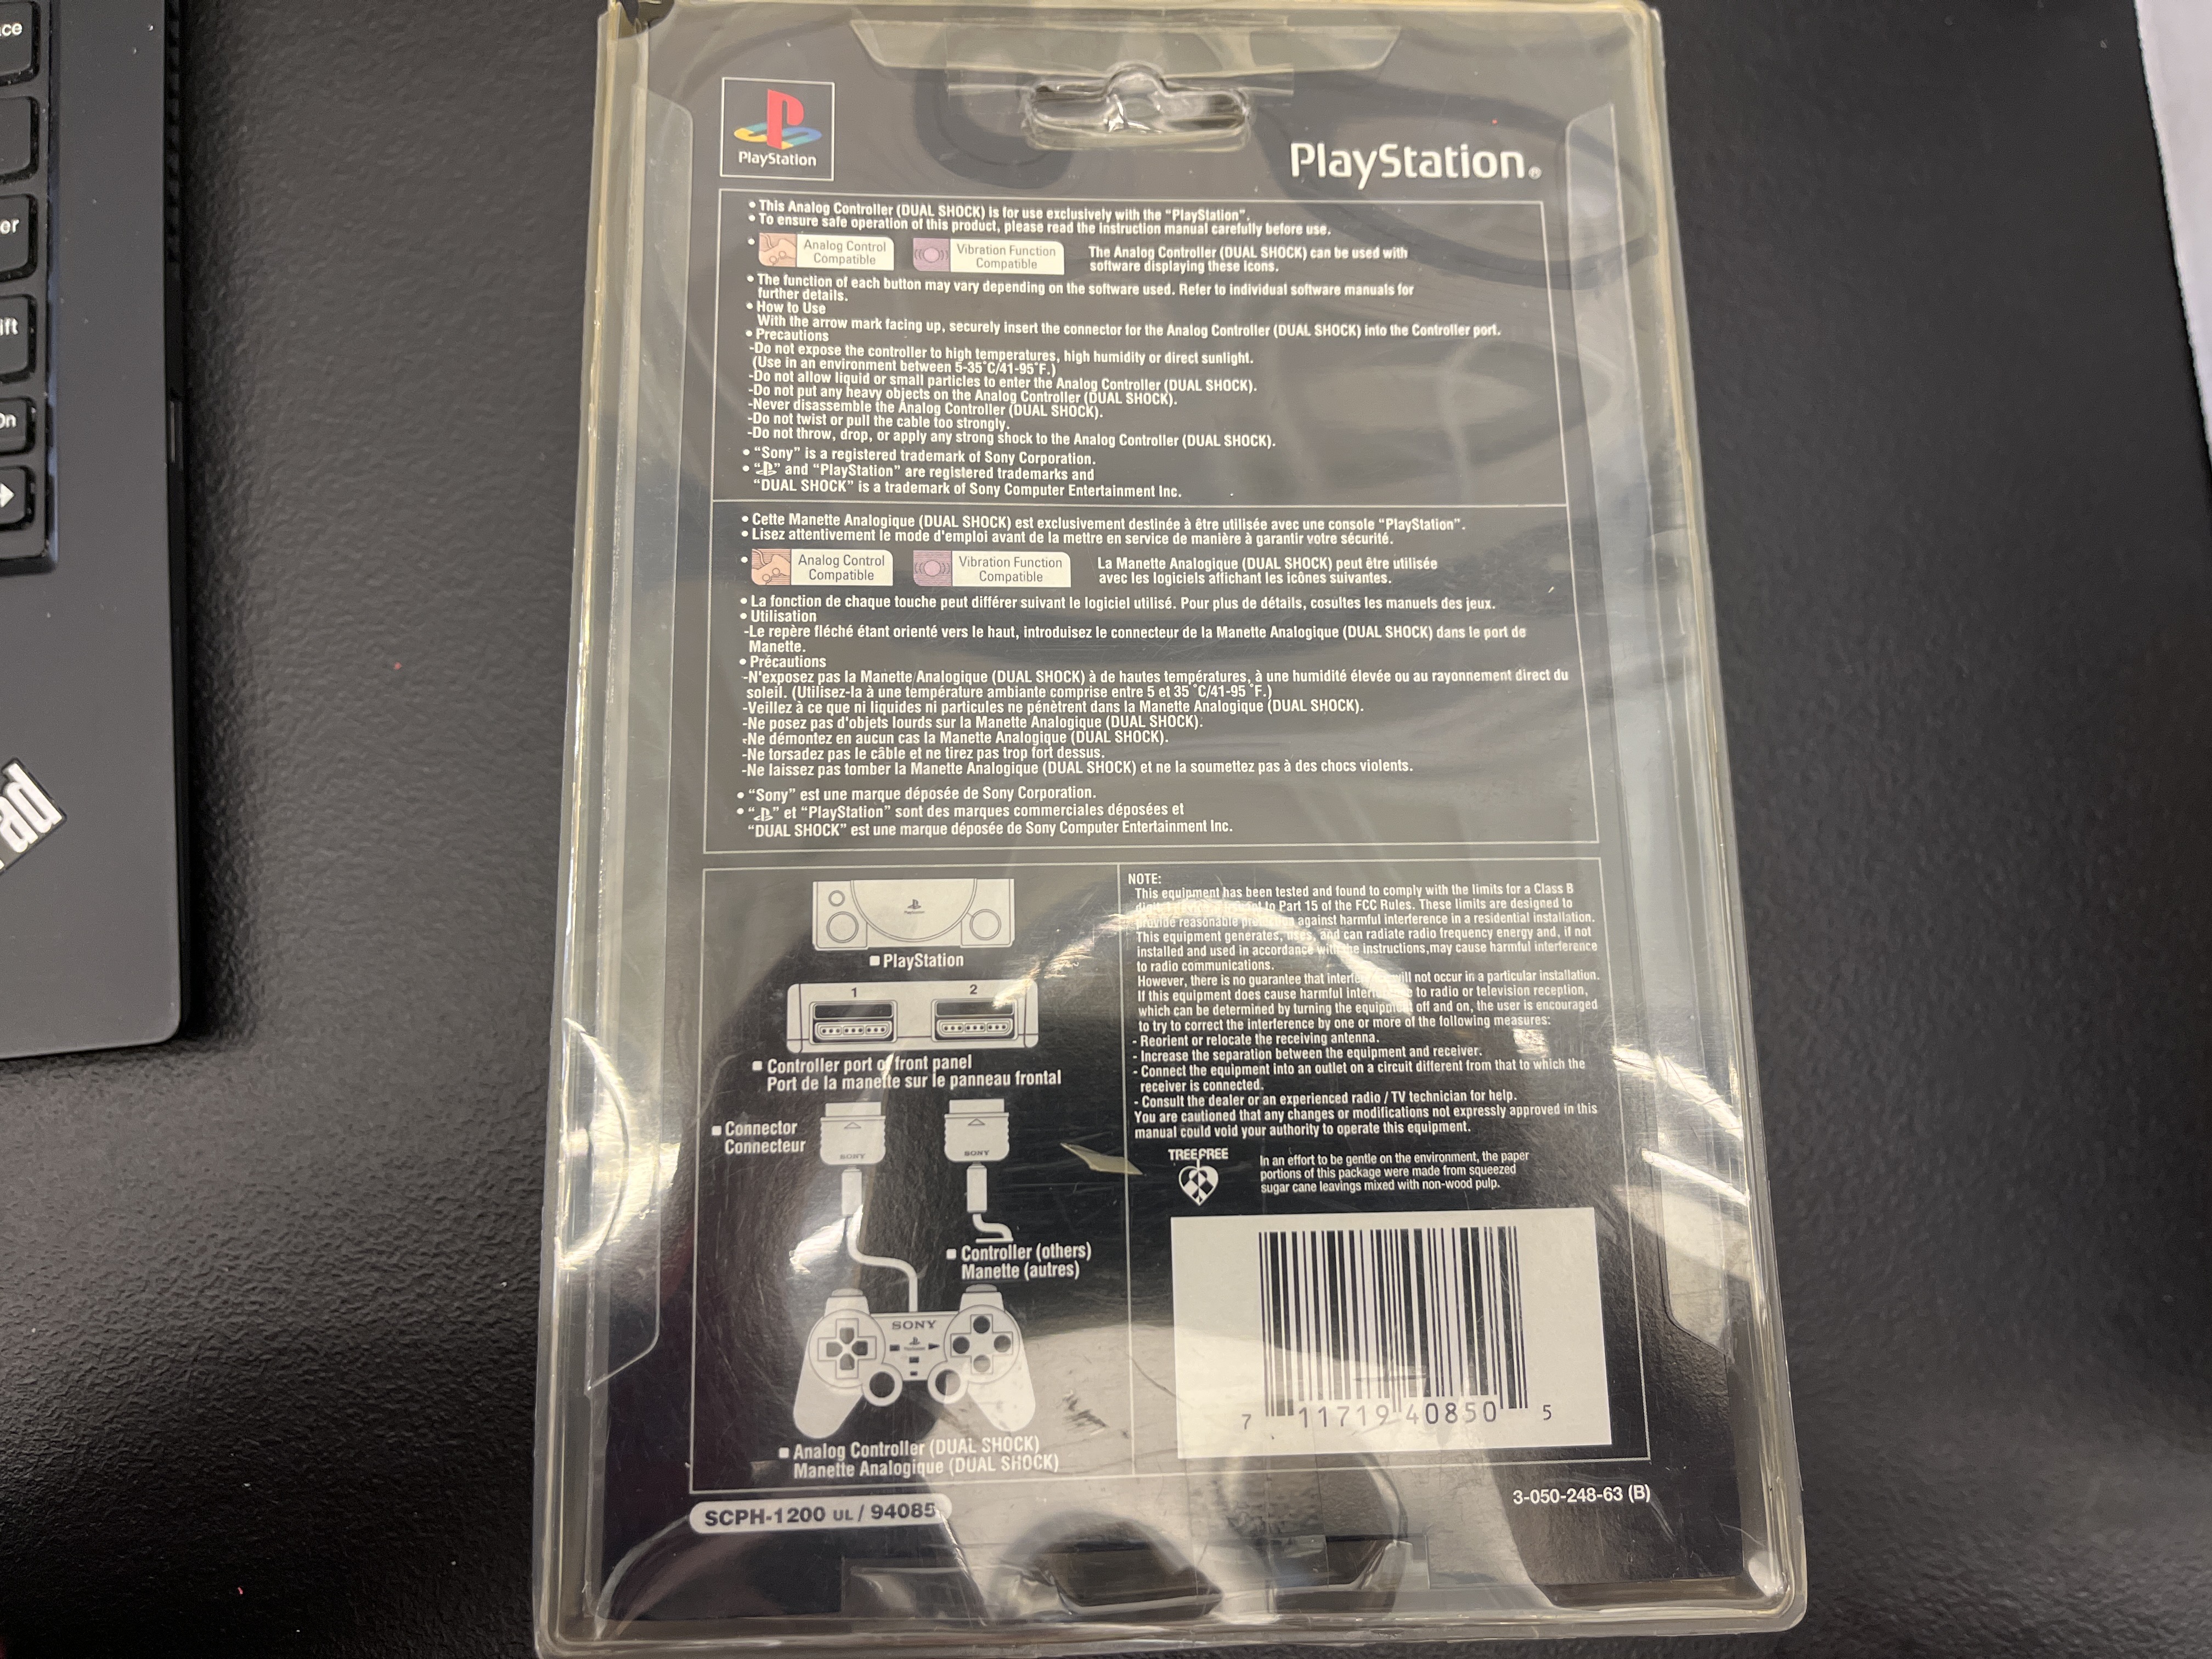 ce
er
ift
On
PlayStation
PlayStation®
• This Analog Controller (DUAL SHOCK) is for use exclusively with the "PlayStation".
• To ensure safe operation of this product, please read the instruction manual carefully before use.
• Analog Control
Compatible
Vibration Function
Compatible
The Analog Controller (DUAL SHOCK) can be used with
software displaying these Icons.
• The function of each button may vary depending on the software used. Refer to individual software manuals for
further details.
• How to Use
With the arrow mark facing up, securely insert the connector for the Analog Controller (DUAL SHOCK) into the Controller port.
• Precautions
-Do not expose the controller to high temperatures, high humidity or direct sunlight.
(Use in an environment between 5-35˚C/41-95˚F.)
-Do not allow liquid or small particles to enter the Analog Controller (DUAL SHOCK).
-Do not put any heavy objects on the Analog Controller (DUAL SHOCK).
-Never disassemble the Analog Controller (DUAL SHOCK).
-Do not twist or pull the cable too strongly.
-Do not throw, drop, or apply any strong shock to the Analog Controller (DUAL SHOCK).
• "Sony" is a registered trademark of Sony Corporation.
• " " and "PlayStation" are registered trademarks and
"DUAL SHOCK" is a trademark of Sony Computer Entertainment Inc.
• Cette Manette Analogique (DUAL SHOCK) est exclusivement destinée à être utilisée avec une console "PlayStation".
• Lisez attentivement le mode d'emploi avant de la mettre en service de manière à garantir votre sécurité.
• Analog Control
Compatible
Vibration Function
Compatible
La Manette Analogique (DUAL SHOCK) peut être utilisée
avec les logiciels affichant les icônes suivantes.
• La fonction de chaque touche peut différer suivant le logiciel utilisé. Pour plus de détails, cosultes les manuels des jeux.
• Utilisation
-Le repère fléché étant orienté vers le haut, introduisez le connecteur de la Manette Analogique (DUAL SHOCK) dans le port de
Manette.
• Précautions
-N'exposez pas la Manette Analogique (DUAL SHOCK) à de hautes températures, à une humidité élevée ou au rayonnement direct du
soleil. (Utilisez-la à une température ambiante comprise entre 5 et 35 ˚C/41-95 ˚F.)
-Veillez à ce que ni liquides ni particules ne pénètrent dans la Manette Analogique (DUAL SHOCK).
-Ne posez pas d'objets lourds sur la Manette Analogique (DUAL SHOCK).
-Ne démontez en aucun cas la Manette Analogique (DUAL SHOCK).
-Ne torsadez pas le câble et ne tirez pas trop fort dessus.
-Ne laissez pas tomber la Manette Analogique (DUAL SHOCK) et ne la soumettez pas à des chocs violents.
• "Sony" est une marque déposée de Sony Corporation.
• " " et "PlayStation" sont des marques commerciales déposées et
"DUAL SHOCK" est une marque déposée de Sony Computer Entertainment Inc.
■ PlayStation
1 2
■ Controller port of front panel
Port de la manette sur le panneau frontal
■ Connector
Connecteur
SONY
SONY
■ Controller (others)
Manette (autres)
SONY
■ Analog Controller (DUAL SHOCK)
Manette Analogique (DUAL SHOCK)
NOTE:
This equipment has been tested and found to comply with the limits for a Class B
to Part 15 of the FCC Rules. These limits are designed to
provide reasonable against harmful interference in a residential installation.
This equipment generates, uses, and can radiate radio frequency energy and, if not
installed and used in accordance with the instructions,may cause harmful interference
to radio communications.
However, there is no guarantee that will not occur in a particular installation.
If this equipment does cause harmful to radio or television reception,
which can be determined by turning the equipment off and on, the user is encouraged
to try to correct the interference by one or more of the following measures:
- Reorient or relocate the receiving antenna.
- Increase the separation between the equipment and receiver.
- Connect the equipment into an outlet on a circuit different from that to which the
receiver is connected.
- Consult the dealer or an experienced radio / TV technician for help.
You are cautioned that any changes or modifications not expressly approved in this
manual could void your authority to operate this equipment.
TREE FREE
In an effort to be gentle on the environment, the paper
portions of this package were made from squeezed
sugar cane leavings mixed with non-wood pulp.
7 11719 40850 5
SCPH-1200 UL / 94085
3-050-248-63 (B)